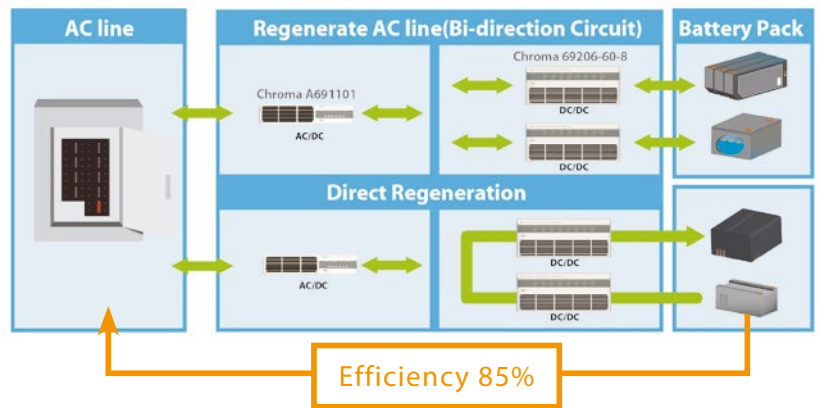 AC line
Regenerate AC line(Bi-direction Circuit)
Battery Pack
Chroma A691101
AC/DC
Chroma 69206-60-8
DC/DC
DC/DC
Direct Regeneration
AC/DC
DC/DC
DC/DC
Efficiency 85%